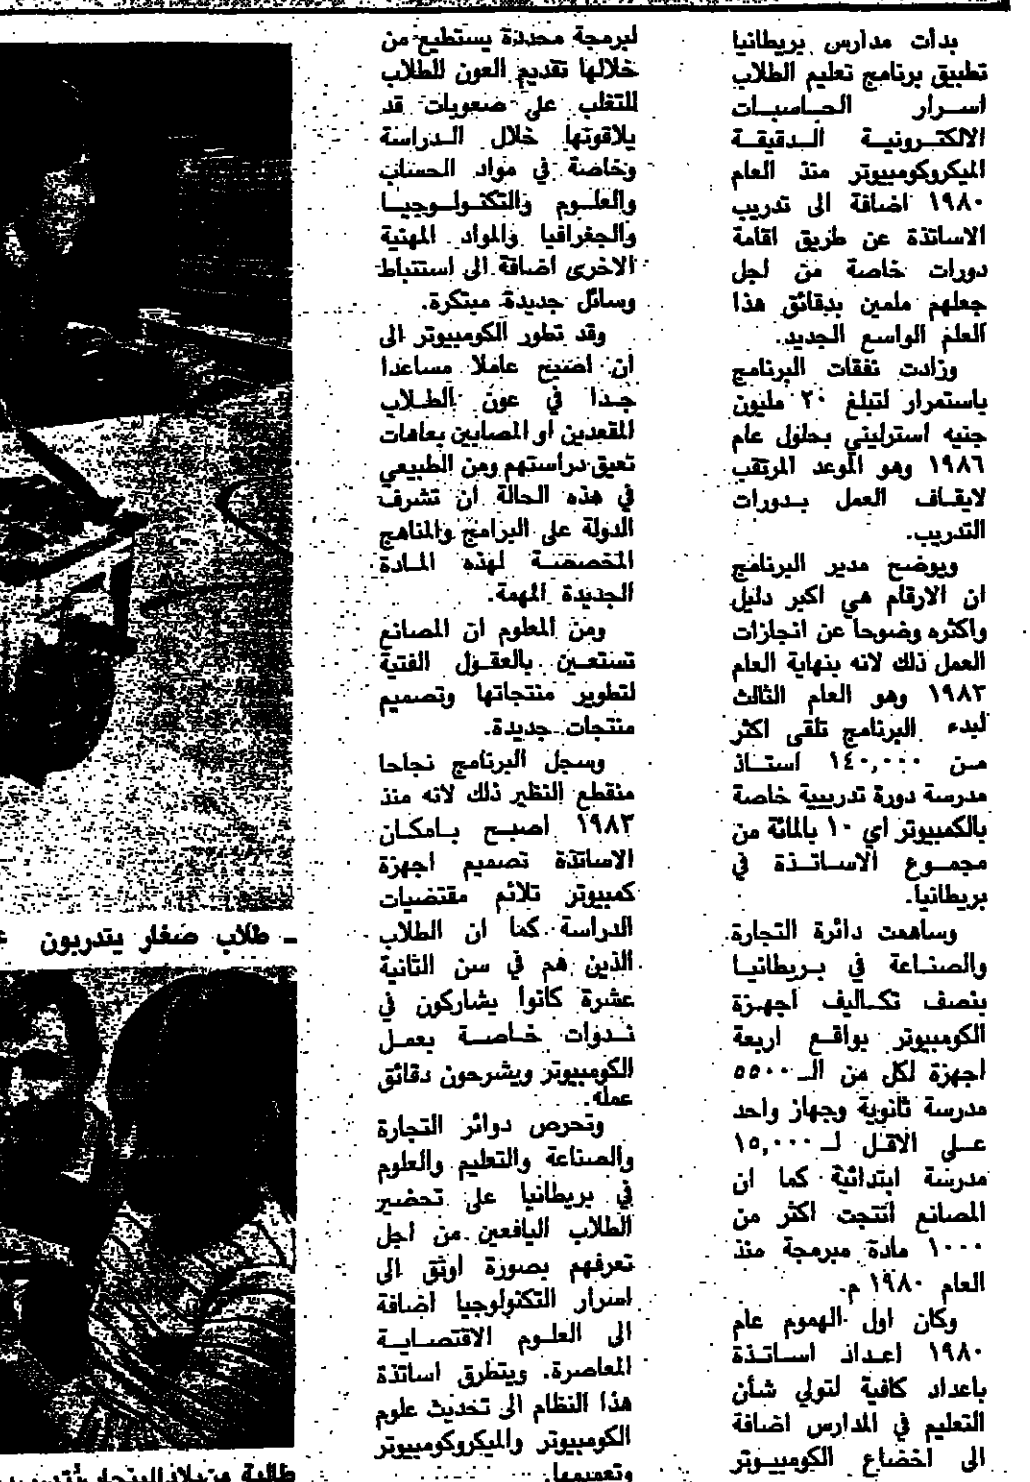 بدأت مدارس بريطانيا
تطبيق برنامج تعليم الطلاب
اسرار الحاسبات
الالكترونية الدقيقة
الميكروكومبيوتر منذ العام
١٩٨٠ اضافة الى تدريب
الاساتذة عن طريق اقامة
دورات خاصة من اجل
جعلهم ملمين بدقائق هذا
العلم الواسع الجديد.
وزادت نفقات البرنامج
باستمرار لتبلغ ٢٠ مليون
جنيه استرليني بحلول عام
١٩٨٦ وهو الموعد المرتقب
لايقاف العمل بدورات
التدريب.
ويوضح مدير البرنامج
ان الارقام هي اكبر دليل
واكثره وضوحا عن انجازات
العمل ذلك لانه بنهاية العام
١٩٨٣ وهو العام الثالث
لبدء البرنامج تلقى اكثر
من ١٤٠,٠٠٠ استاذ
مدرسة دورة تدريبية خاصة
بالكمبيوتر اي ١٠ بالمائة من
مجموع الاساتذة في
بريطانيا.
وساهمت دائرة التجارة
والصناعة في بريطانيا
بنصف تكاليف اجهزة
الكومبيوتر بواقع اربعة
اجهزة لكل من الـ ٥٥٠٠
مدرسة ثانوية وجهاز واحد
على الاقل لـ ١٥,٠٠٠
مدرسة ابتدائية كما ان
المصانع انتجت اكثر من
١٠٠٠ مادة مبرمجة منذ
العام ١٩٨٠ م.
وكان اول الهموم عام
١٩٨٠ اعداد اساتذة
باعداد كافية لتولي شأن
التعليم في المدارس اضافة
الى اخضاع الكومبيوتر
لبرمجة محددة يستطيع من
خلالها تقديم العون للطلاب
للتغلب على صعوبات قد
يلاقونها خلال الدراسة
وخاصة في مواد الحساب
والعلوم والتكنولوجيا
والجغرافيا والمواد المهنية
الاخرى اضافة الى استنباط
وسائل جديدة مبتكرة.
وقد تطور الكومبيوتر الى
ان اصبح عاملا مساعدا
جدا في عون الطلاب
المقعدين او المصابين بعاهات
تعيق دراستهم ومن الطبيعي
في هذه الحالة ان تشرف
الدولة على البرامج والمناهج
المخصصة لهذه المادة
الجديدة المهمة.
ومن المعلوم ان المصانع
تستعين بالعقول الفتية
لتطوير منتجاتها وتصميم
منتجات جديدة.
وسجل البرنامج نجاحا
منقطع النظير ذلك لانه منذ
١٩٨٣ اصبح بامكان
الاساتذة تصميم اجهزة
كمبيوتر تلائم مقتضيات
الدراسة كما ان الطلاب
الذين هم في سن الثانية
عشرة كانوا يشاركون في
ندوات خاصة بعمل
الكومبيوتر ويشرحون دقائق
عمله.
وتحرص دوائر التجارة
والصناعة والتعليم والعلوم
في بريطانيا على تحضير
الطلاب اليافعين من اجل
تعرفهم بصورة اوثق الى
اسرار التكنولوجيا اضافة
الى العلوم الاقتصاية
المعاصرة. ويتطرق اساتذة
هذا النظام الى تحديث علوم
الكومبيوتر والميكروكومبيوتر
وتعميمها.
ـ طلاب صغار يتدربون
طالبة من